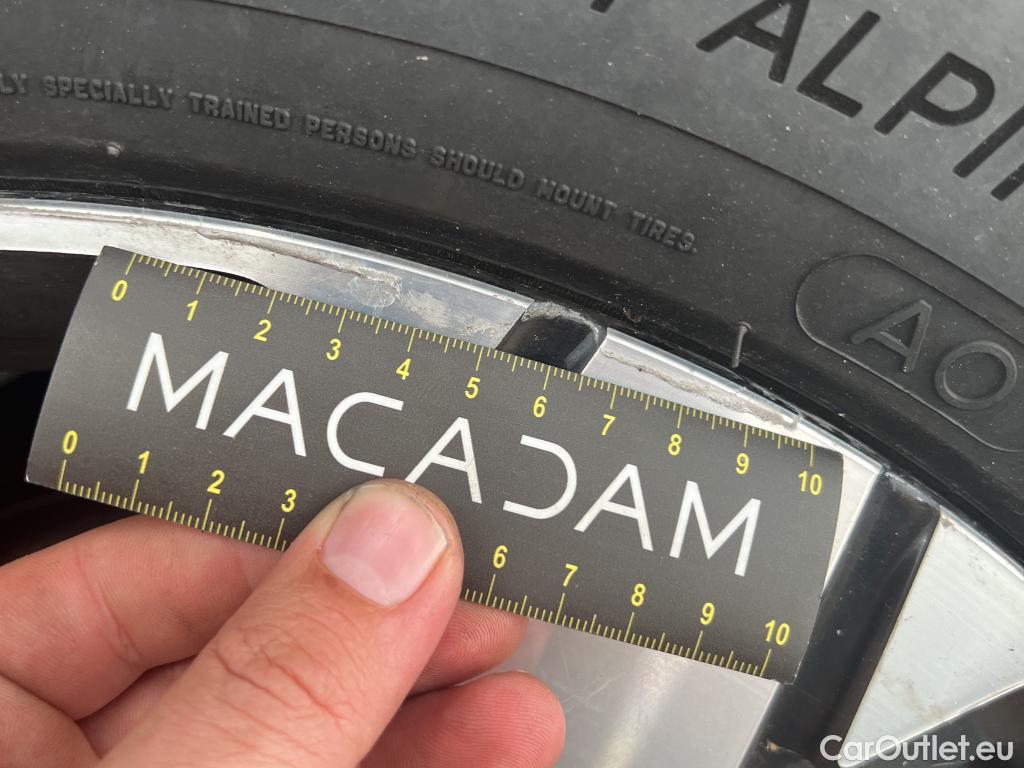 ALPI
LY SPECIALLY TRAINED PERSONS SHOULD MOUNT TIRES.
AO
0 1 2 3 4 5 6 7 8 9 10
MACADAM
0 1 2 3 6 7 8 9 10
CarOutlet.eu